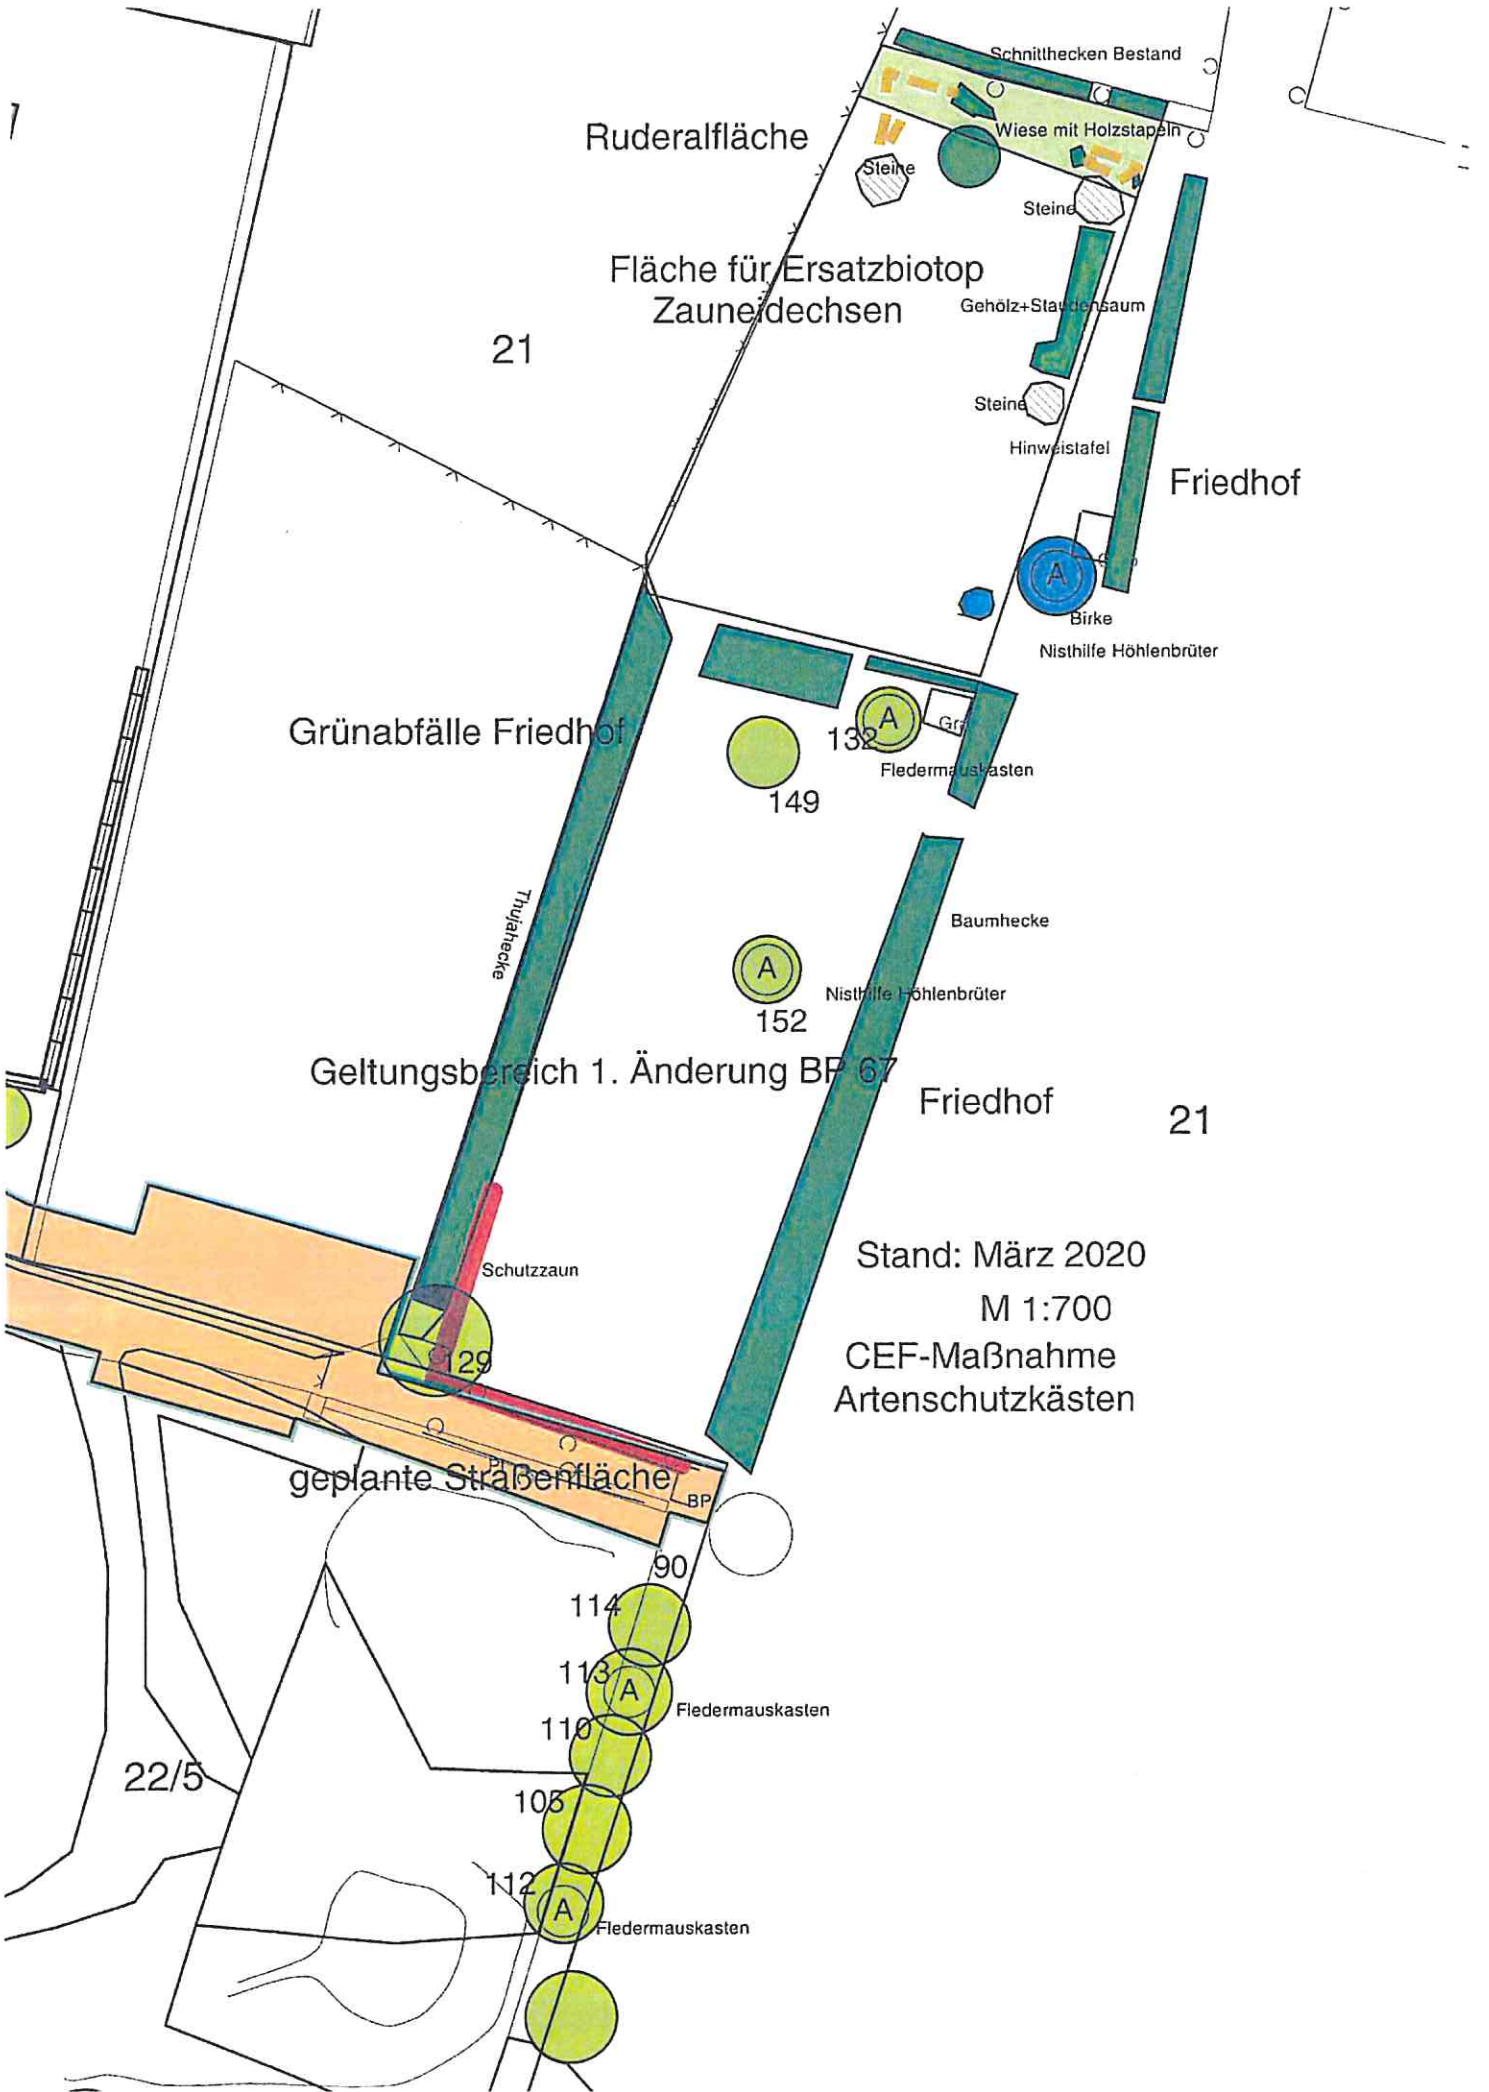 Schnitthecken Bestand
Ruderalfläche
Wiese mit Holzstapeln
Steine
Steine
Fläche für Ersatzbiotop
Zauneidechsen
Gehölz+Staudensaum
21
Steine
Hinweistafel
Friedhof
A
Birke
Nisthilfe Höhlenbrüter
Grünabfälle Friedhof
132
A
Fledermauskasten
149
Thujahecke
Baumhecke
A
Nisthilfe Höhlenbrüter
152
Geltungsbereich 1. Änderung BP 67
Friedhof
21
Stand: März 2020
M 1:700
CEF-Maßnahme
Artenschutzkästen
Schutzzaun
129
geplante Straßenfläche
BP
90
114
113
A
Fledermauskasten
110
22/5
105
112
A
Fledermauskasten